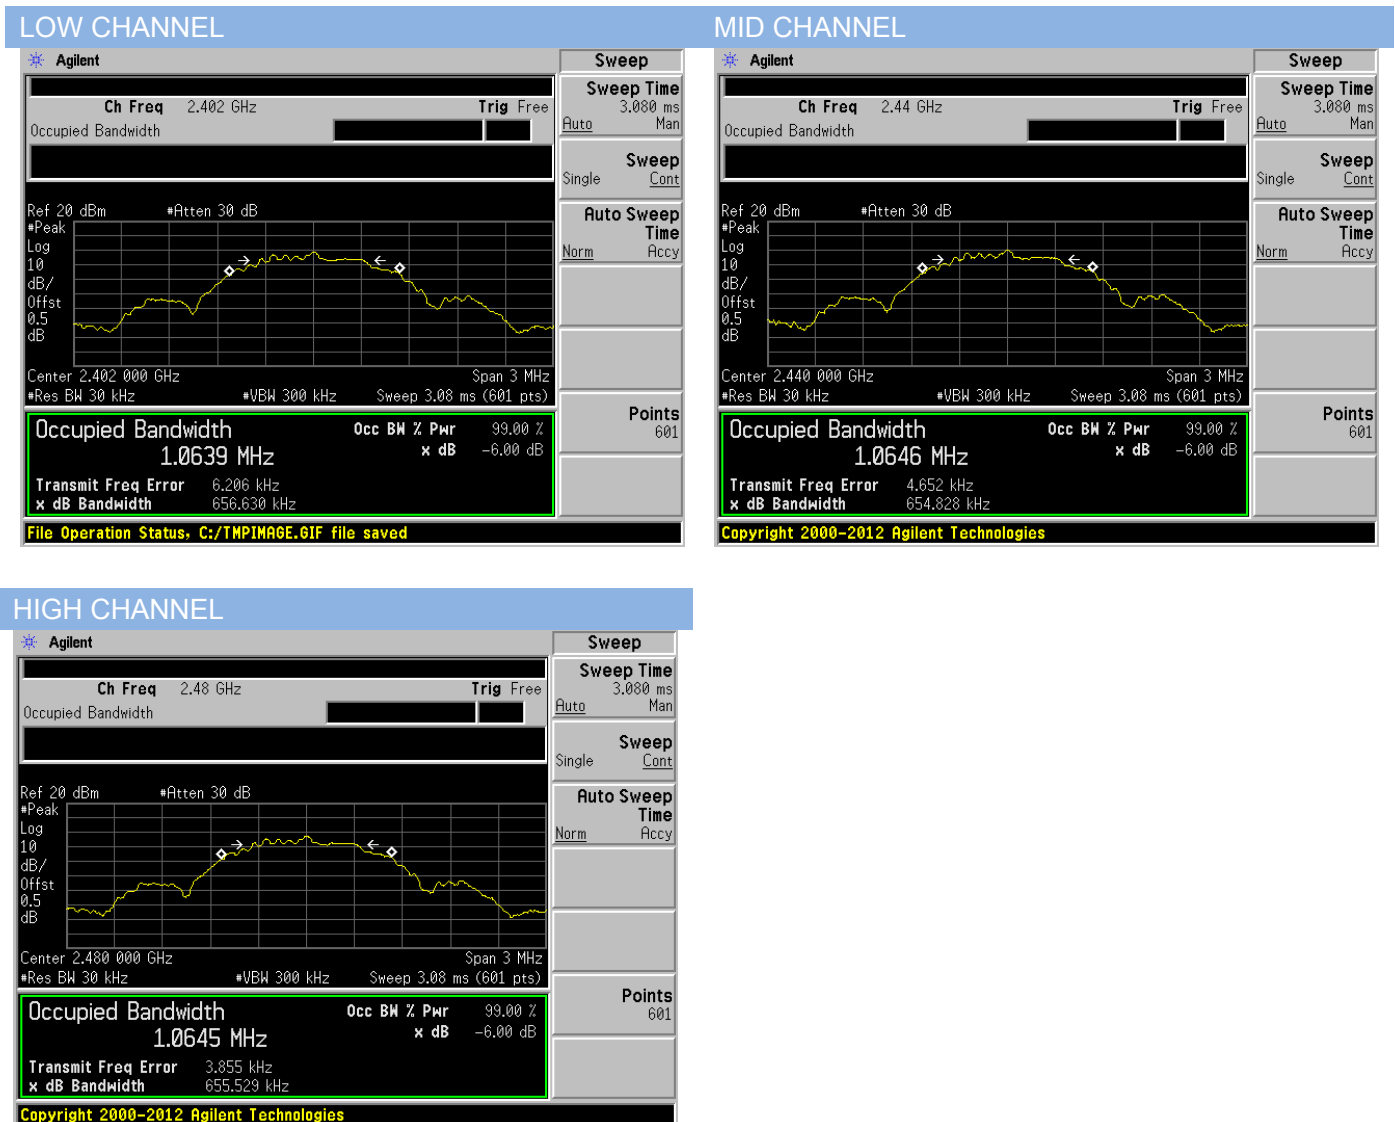 LOW CHANNEL
Agilent
Sweep
Ch Freq 2.402 GHz Trig Free
Occupied Bandwidth
Sweep Time
3.080 ms
Auto Man
Sweep
Single Cont
Auto Sweep
Time
Norm Accy
Points
601
Ref 20 dBm #Atten 30 dB
#Peak
Log
10
dB/
Offst
0.5
dB
Center 2.402 000 GHz Span 3 MHz
#Res BW 30 kHz #VBW 300 kHz Sweep 3.08 ms (601 pts)
Occupied Bandwidth Occ BW % Pwr 99.00 %
1.0639 MHz x dB -6.00 dB
Transmit Freq Error 6.206 kHz
x dB Bandwidth 656.630 kHz
File Operation Status, C:/TMPIMAGE.GIF file saved
MID CHANNEL
Agilent
Sweep
Ch Freq 2.44 GHz Trig Free
Occupied Bandwidth
Sweep Time
3.080 ms
Auto Man
Sweep
Single Cont
Auto Sweep
Time
Norm Accy
Points
601
Ref 20 dBm #Atten 30 dB
#Peak
Log
10
dB/
Offst
0.5
dB
Center 2.440 000 GHz Span 3 MHz
#Res BW 30 kHz #VBW 300 kHz Sweep 3.08 ms (601 pts)
Occupied Bandwidth Occ BW % Pwr 99.00 %
1.0646 MHz x dB -6.00 dB
Transmit Freq Error 4.652 kHz
x dB Bandwidth 654.828 kHz
Copyright 2000-2012 Agilent Technologies
HIGH CHANNEL
Agilent
Sweep
Ch Freq 2.48 GHz Trig Free
Occupied Bandwidth
Sweep Time
3.080 ms
Auto Man
Sweep
Single Cont
Auto Sweep
Time
Norm Accy
Points
601
Ref 20 dBm #Atten 30 dB
#Peak
Log
10
dB/
Offst
0.5
dB
Center 2.480 000 GHz Span 3 MHz
#Res BW 30 kHz #VBW 300 kHz Sweep 3.08 ms (601 pts)
Occupied Bandwidth Occ BW % Pwr 99.00 %
1.0645 MHz x dB -6.00 dB
Transmit Freq Error 3.855 kHz
x dB Bandwidth 655.529 kHz
Copyright 2000-2012 Agilent Technologies